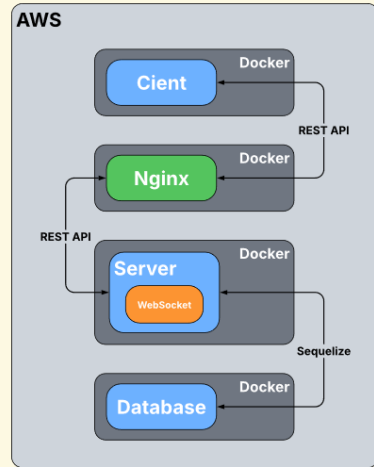 AWS
Docker
Cient
REST API
Docker
Nginx
REST API
Docker
Server
WebSocket
Sequelize
Docker
Database